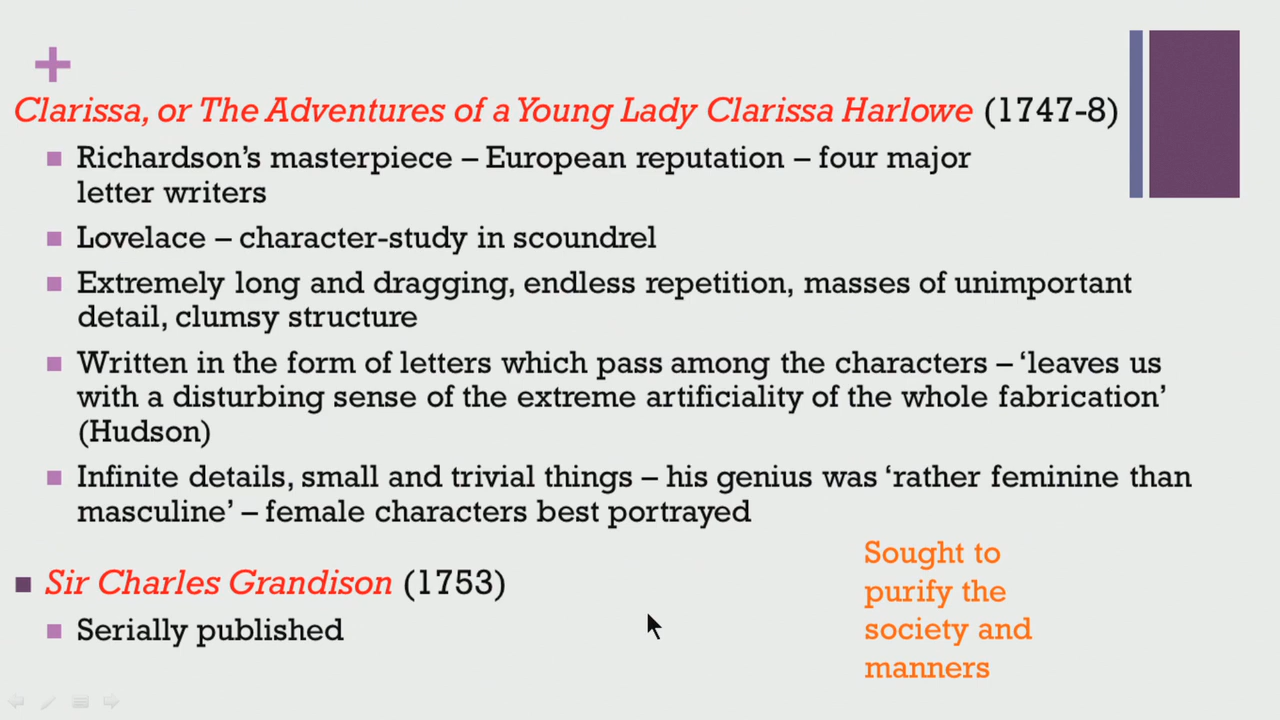 Clarissa, or The Adventures of a Young Lady Clarissa Harlowe (1747-8)
Richardson’s masterpiece – European reputation – four major
letter writers
Lovelace – character-study in scoundrel
Extremely long and dragging, endless repetition, masses of unimportant
detail, clumsy structure
Written in the form of letters which pass among the characters – ‘leaves us
with a disturbing sense of the extreme artificiality of the whole fabrication’
(Hudson)
Infinite details, small and trivial things – his genius was ‘rather feminine than
masculine’ – female characters best portrayed
Sir Charles Grandison (1753)
Serially published
Sought to
purify the
society and
manners